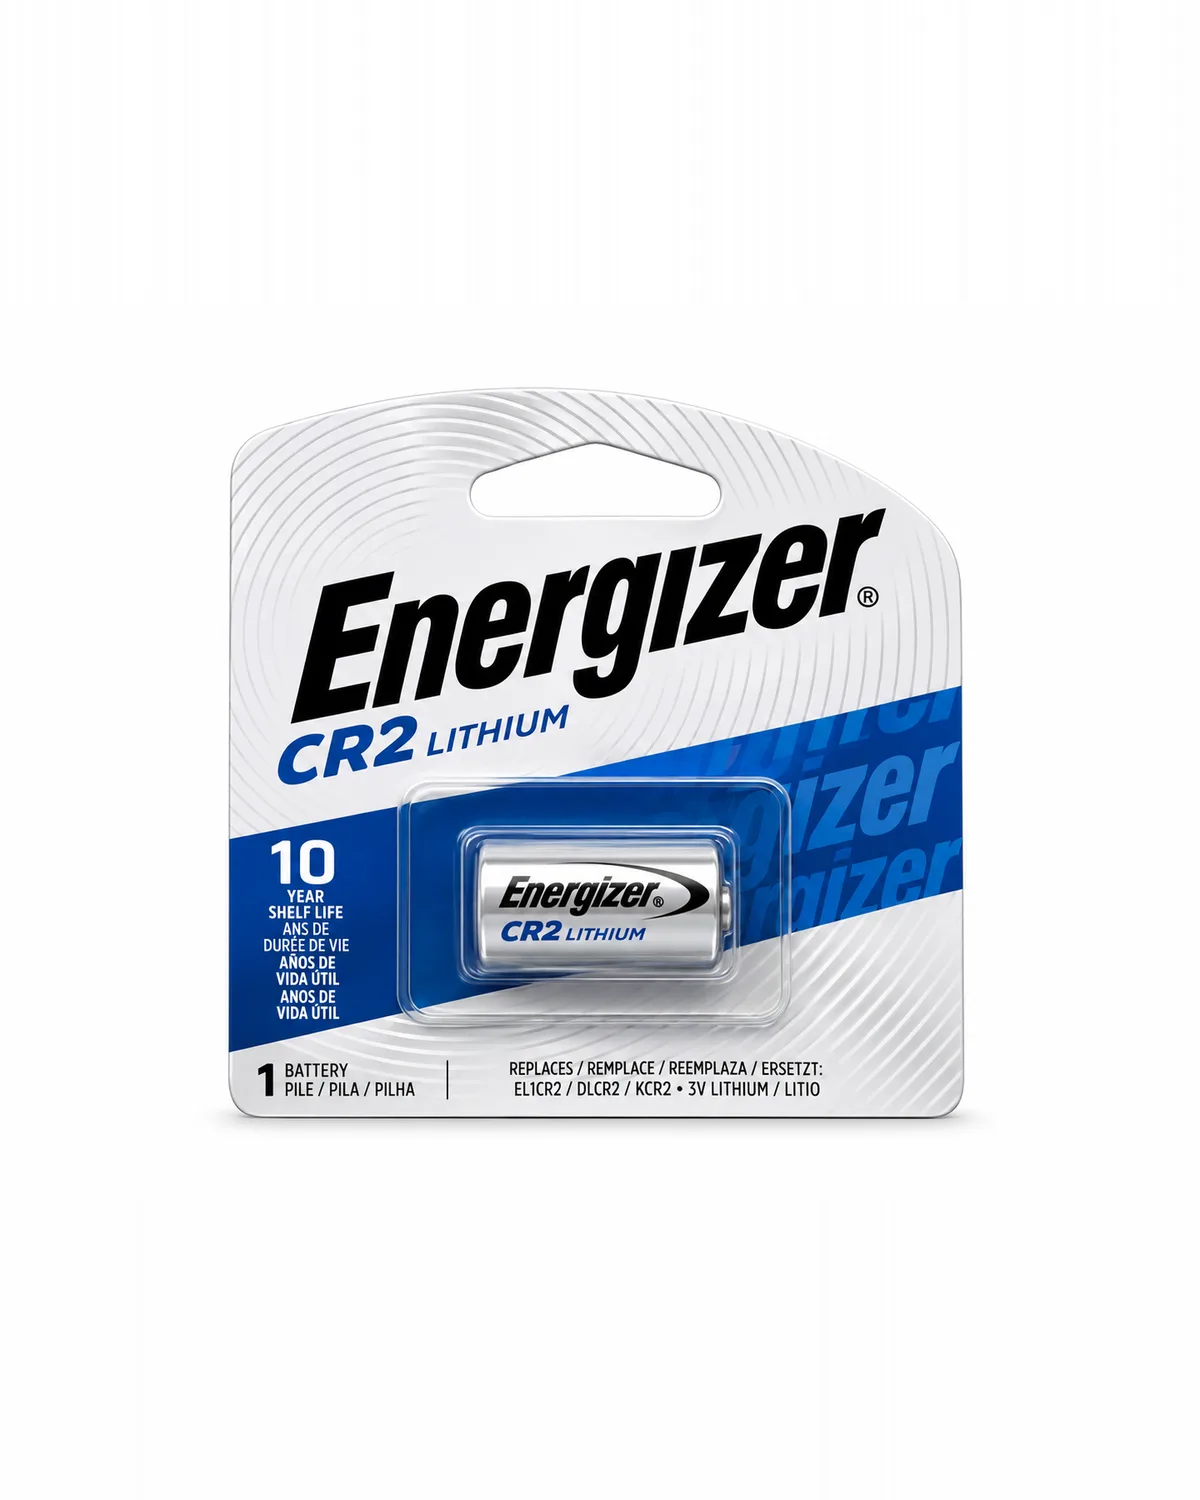 Energizer®
CR2 LITHIUM
10
YEAR
SHELF LIFE
ANS DE
DURÉE DE VIE
AÑOS DE
VIDA ÚTIL
ANOS DE
VIDA ÚTIL
Energizer®
CR2 LITHIUM
1 BATTERY
PILE / PILA / PILHA
REPLACES / REMPLACE / REEMPLAZA / ERSETZT:
EL1CR2 / DLCR2 / KCR2 • 3V LITHIUM / LITIO